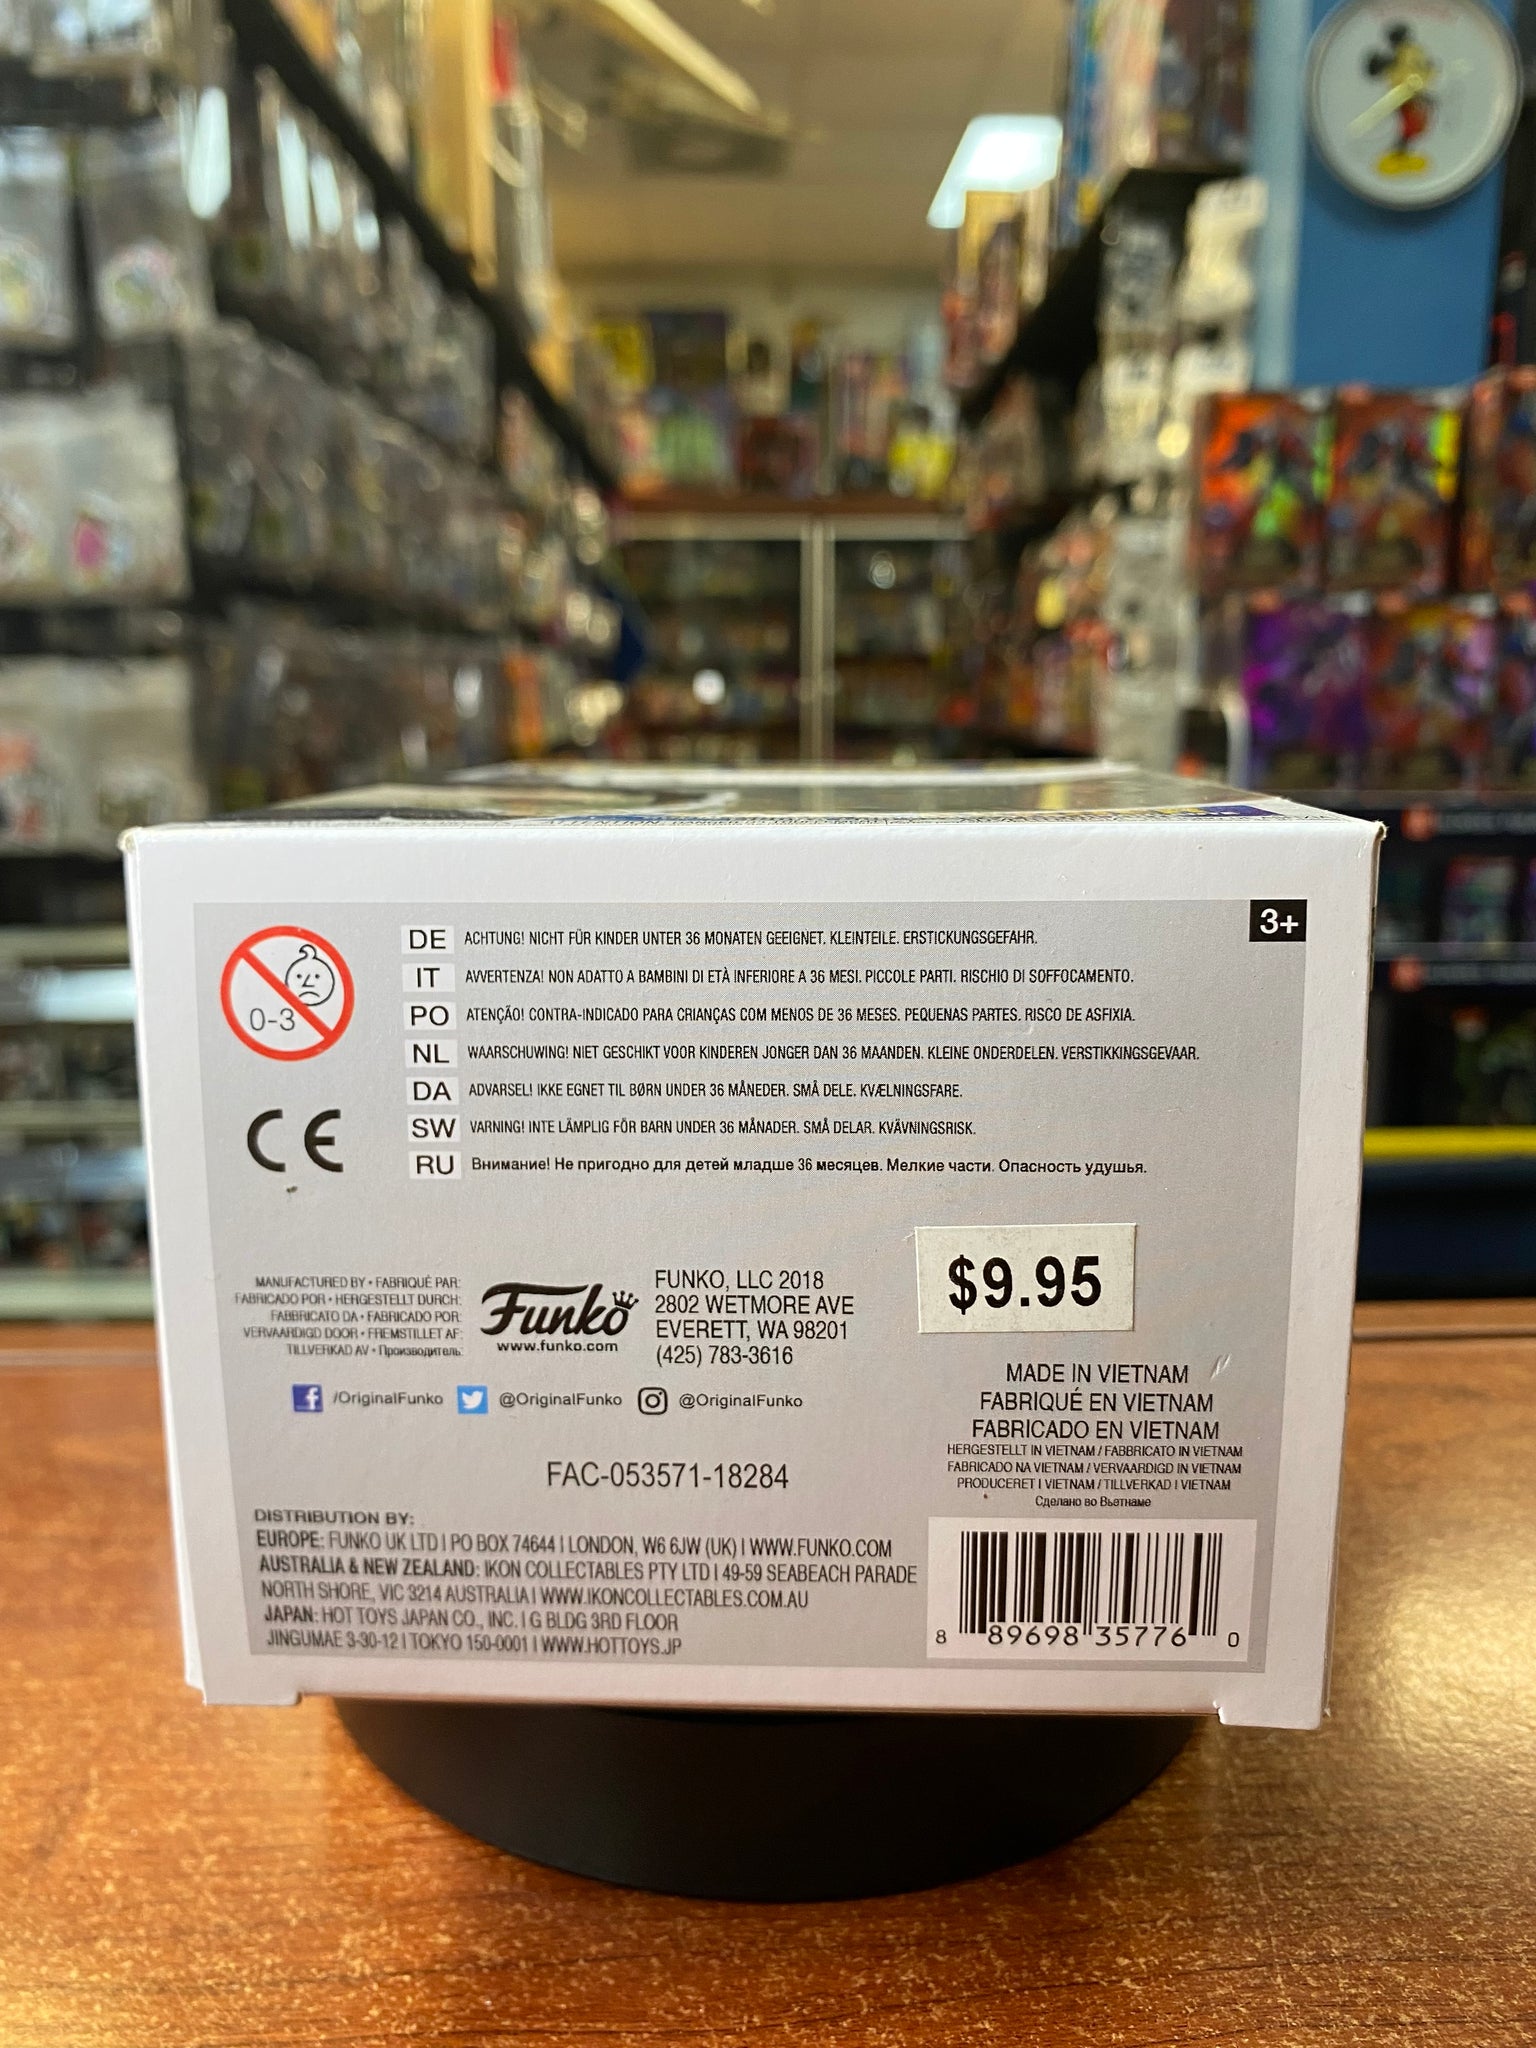 3+
0-3
DE ACHTUNG! NICHT FÜR KINDER UNTER 36 MONATEN GEEIGNET. KLEINTEILE. ERSTICKUNGSGEFAHR.
IT AVVERTENZA! NON ADATTO A BAMBINI DI ETÀ INFERIORE A 36 MESI. PICCOLE PARTI. RISCHIO DI SOFFOCAMENTO.
PO ATENÇÃO! CONTRA-INDICADO PARA CRIANÇAS COM MENOS DE 36 MESES. PEQUENAS PARTES. RISCO DE ASFIXIA.
NL WAARSCHUWING! NIET GESCHIKT VOOR KINDEREN JONGER DAN 36 MAANDEN. KLEINE ONDERDELEN. VERSTIKKINGSGEVAAR.
DA ADVARSEL! IKKE EGNET TIL BØRN UNDER 36 MÅNEDER. SMÅ DELE. KVÆLNINGSFARE.
SW VARNING! INTE LÄMPLIG FÖR BARN UNDER 36 MÅNADER. SMÅ DELAR. KVÄVNINGSRISK.
RU Внимание! Не пригодно для детей младше 36 месяцев. Мелкие части. Опасность удушья.
CE
MANUFACTURED BY • FABRIQUÉ PAR:
FABRICADO POR • HERGESTELLT DURCH:
FABBRICATO DA • FABRICADO POR:
VERVAARDIGD DOOR • FREMSTILLET AF:
TILLVERKAD AV • Производитель:
Funko
www.funko.com
FUNKO, LLC 2018
2802 WETMORE AVE
EVERETT, WA 98201
(425) 783-3616
$9.95
/OriginalFunko @OriginalFunko @OriginalFunko
MADE IN VIETNAM
FABRIQUÉ EN VIETNAM
FABRICADO EN VIETNAM
HERGESTELLT IN VIETNAM / FABBRICATO IN VIETNAM
FABRICADO NA VIETNAM / VERVAARDIGD IN VIETNAM
PRODUCERET I VIETNAM / TILLVERKAD I VIETNAM
Сделано во Вьетнаме
FAC-053571-18284
DISTRIBUTION BY:
EUROPE: FUNKO UK LTD | PO BOX 74644 | LONDON, W6 6JW (UK) | WWW.FUNKO.COM
AUSTRALIA & NEW ZEALAND: IKON COLLECTABLES PTY LTD | 49-59 SEABEACH PARADE
NORTH SHORE, VIC 3214 AUSTRALIA | WWW.IKONCOLLECTABLES.COM.AU
JAPAN: HOT TOYS JAPAN CO., INC. | G BLDG 3RD FLOOR
JINGUMAE 3-30-12 | TOKYO 150-0001 | WWW.HOTTOYS.JP
8 89698 35776 0